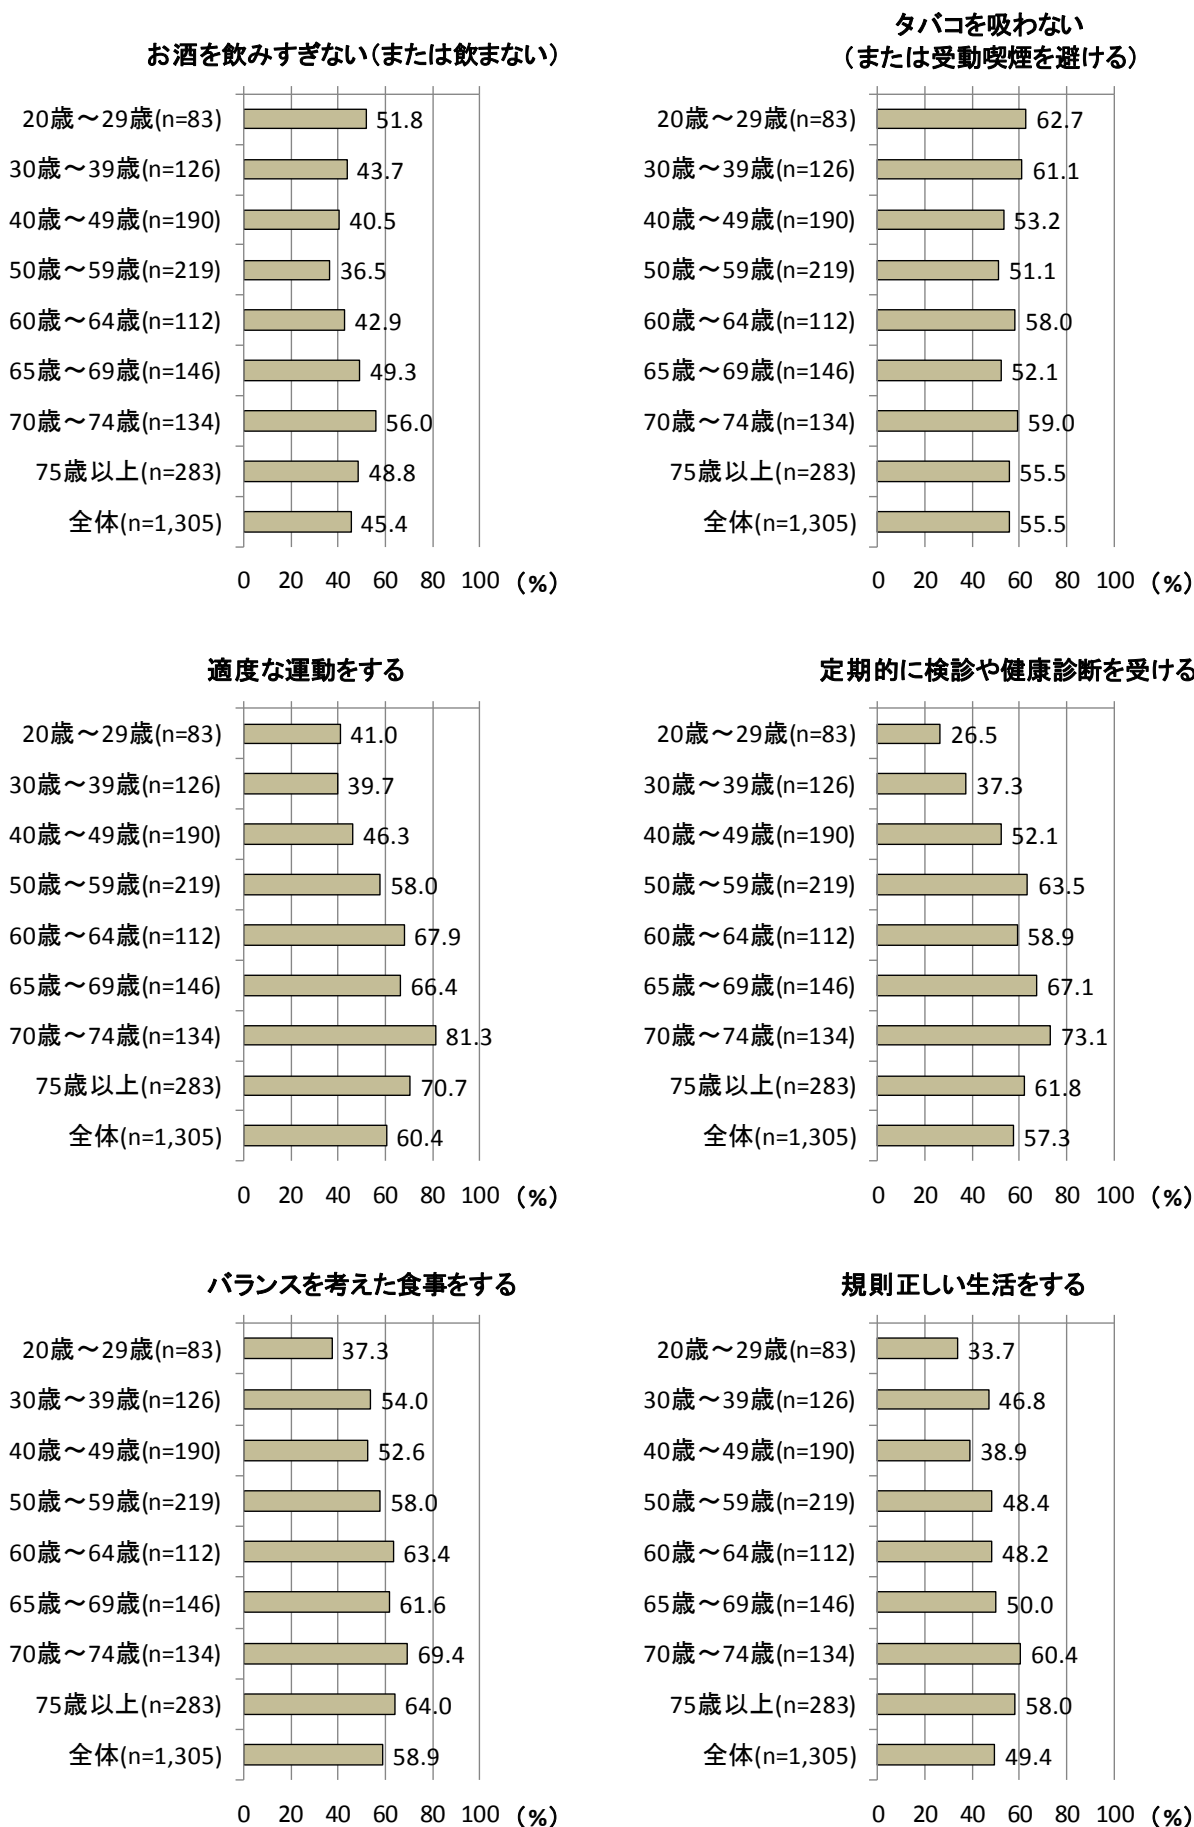 お酒を飲みすぎない(または飲まない)
20歳～29歳(n=83) 51.8
30歳～39歳(n=126) 43.7
40歳～49歳(n=190) 40.5
50歳～59歳(n=219) 36.5
60歳～64歳(n=112) 42.9
65歳～69歳(n=146) 49.3
70歳～74歳(n=134) 56.0
75歳以上(n=283) 48.8
全体(n=1,305) 45.4
0 20 40 60 80 100 (%)
タバコを吸わない
(または受動喫煙を避ける)
20歳～29歳(n=83) 62.7
30歳～39歳(n=126) 61.1
40歳～49歳(n=190) 53.2
50歳～59歳(n=219) 51.1
60歳～64歳(n=112) 58.0
65歳～69歳(n=146) 52.1
70歳～74歳(n=134) 59.0
75歳以上(n=283) 55.5
全体(n=1,305) 55.5
0 20 40 60 80 100 (%)
適度な運動をする
20歳～29歳(n=83) 41.0
30歳～39歳(n=126) 39.7
40歳～49歳(n=190) 46.3
50歳～59歳(n=219) 58.0
60歳～64歳(n=112) 67.9
65歳～69歳(n=146) 66.4
70歳～74歳(n=134) 81.3
75歳以上(n=283) 70.7
全体(n=1,305) 60.4
0 20 40 60 80 100 (%)
定期的に検診や健康診断を受ける
20歳～29歳(n=83) 26.5
30歳～39歳(n=126) 37.3
40歳～49歳(n=190) 52.1
50歳～59歳(n=219) 63.5
60歳～64歳(n=112) 58.9
65歳～69歳(n=146) 67.1
70歳～74歳(n=134) 73.1
75歳以上(n=283) 61.8
全体(n=1,305) 57.3
0 20 40 60 80 100 (%)
バランスを考えた食事をする
20歳～29歳(n=83) 37.3
30歳～39歳(n=126) 54.0
40歳～49歳(n=190) 52.6
50歳～59歳(n=219) 58.0
60歳～64歳(n=112) 63.4
65歳～69歳(n=146) 61.6
70歳～74歳(n=134) 69.4
75歳以上(n=283) 64.0
全体(n=1,305) 58.9
0 20 40 60 80 100 (%)
規則正しい生活をする
20歳～29歳(n=83) 33.7
30歳～39歳(n=126) 46.8
40歳～49歳(n=190) 38.9
50歳～59歳(n=219) 48.4
60歳～64歳(n=112) 48.2
65歳～69歳(n=146) 50.0
70歳～74歳(n=134) 60.4
75歳以上(n=283) 58.0
全体(n=1,305) 49.4
0 20 40 60 80 100 (%)